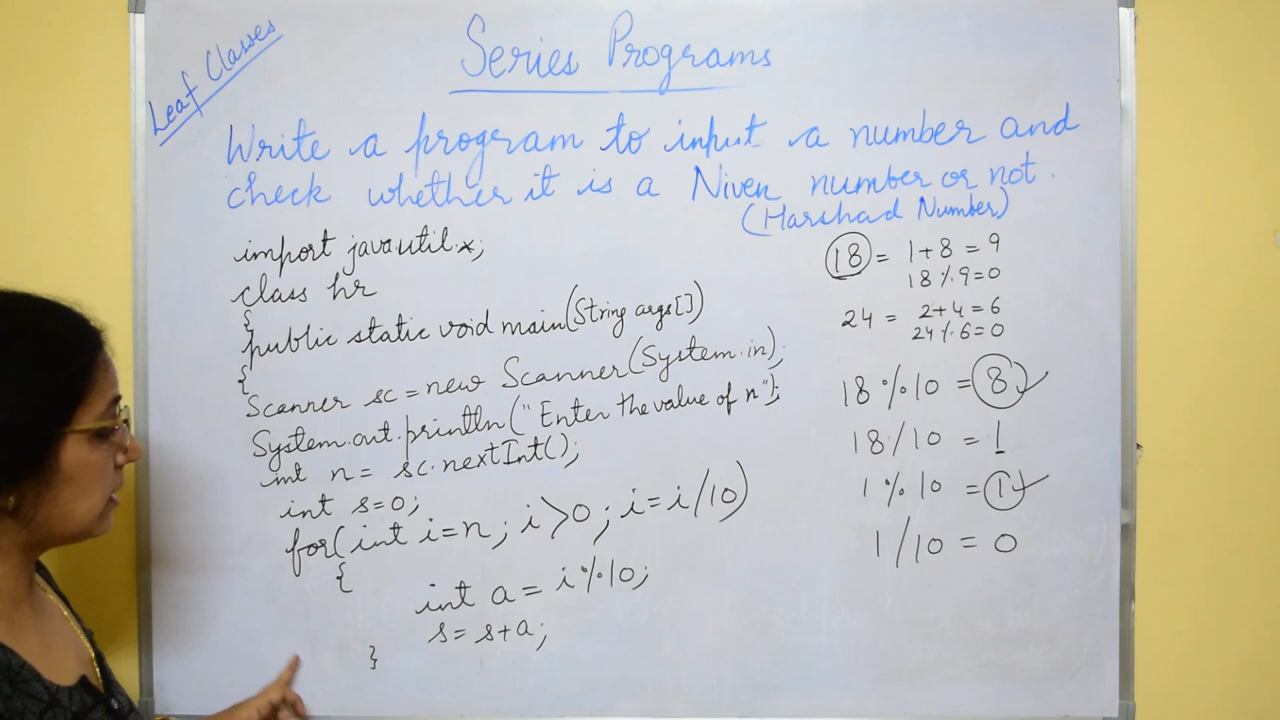 Leaf Classes
Series Programs
Write a program to input a number and
check whether it is a Niven number or not.
(Harshad Number)
import java.util.*;
class hr
{
public static void main(String args[])
{
Scanner sc = new Scanner(System.in);
System.out.println("Enter the value of n");
int n = sc.nextInt();
int s=0;
for(int i=n; i>0; i=i/10)
{
int a = i%10;
s= s+a;
}
18 = 1+8 = 9
18%9=0
24 = 2+4=6
24%6=0
18%10 = 8
18/10 = 1
1%10 = 1
1/10 = 0